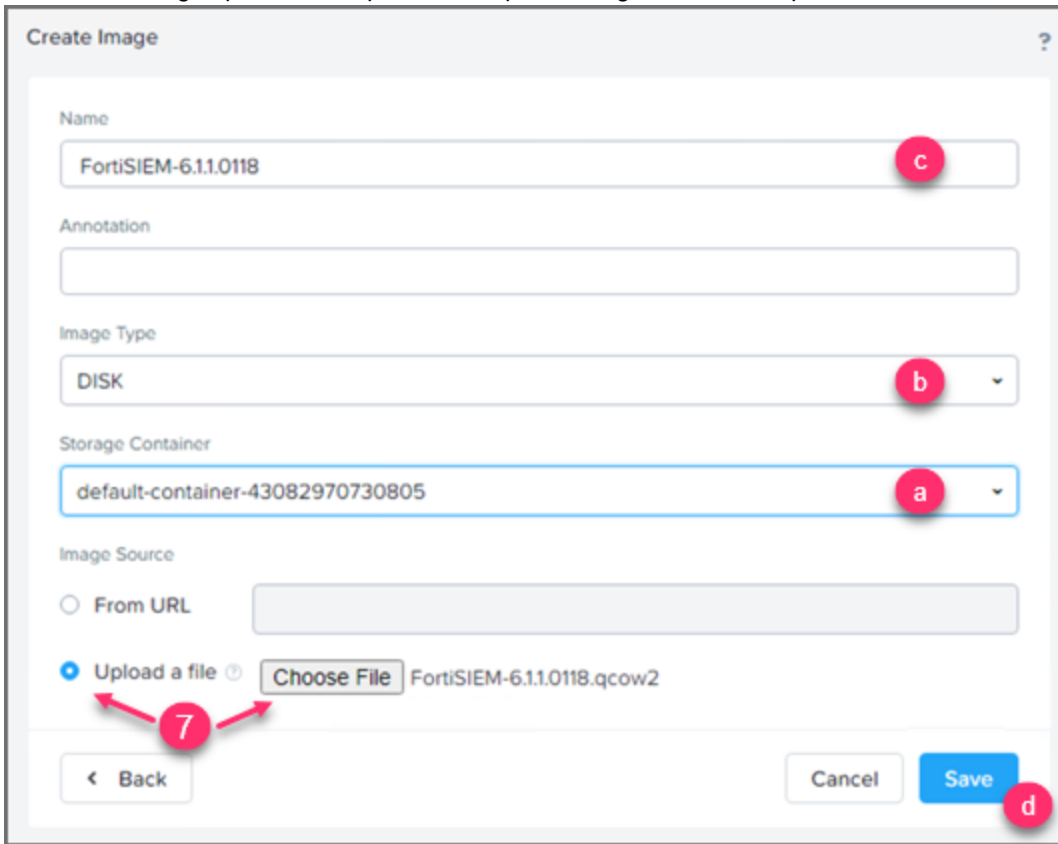 Create Image
?
Name
FortiSIEM-6.1.1.0118
c
Annotation
Image Type
DISK
b
Storage Container
default-container-43082970730805
a
Image Source
From URL
Upload a file ?
Choose File FortiSIEM-6.1.1.0118.qcow2
7
< Back
Cancel
Save
d